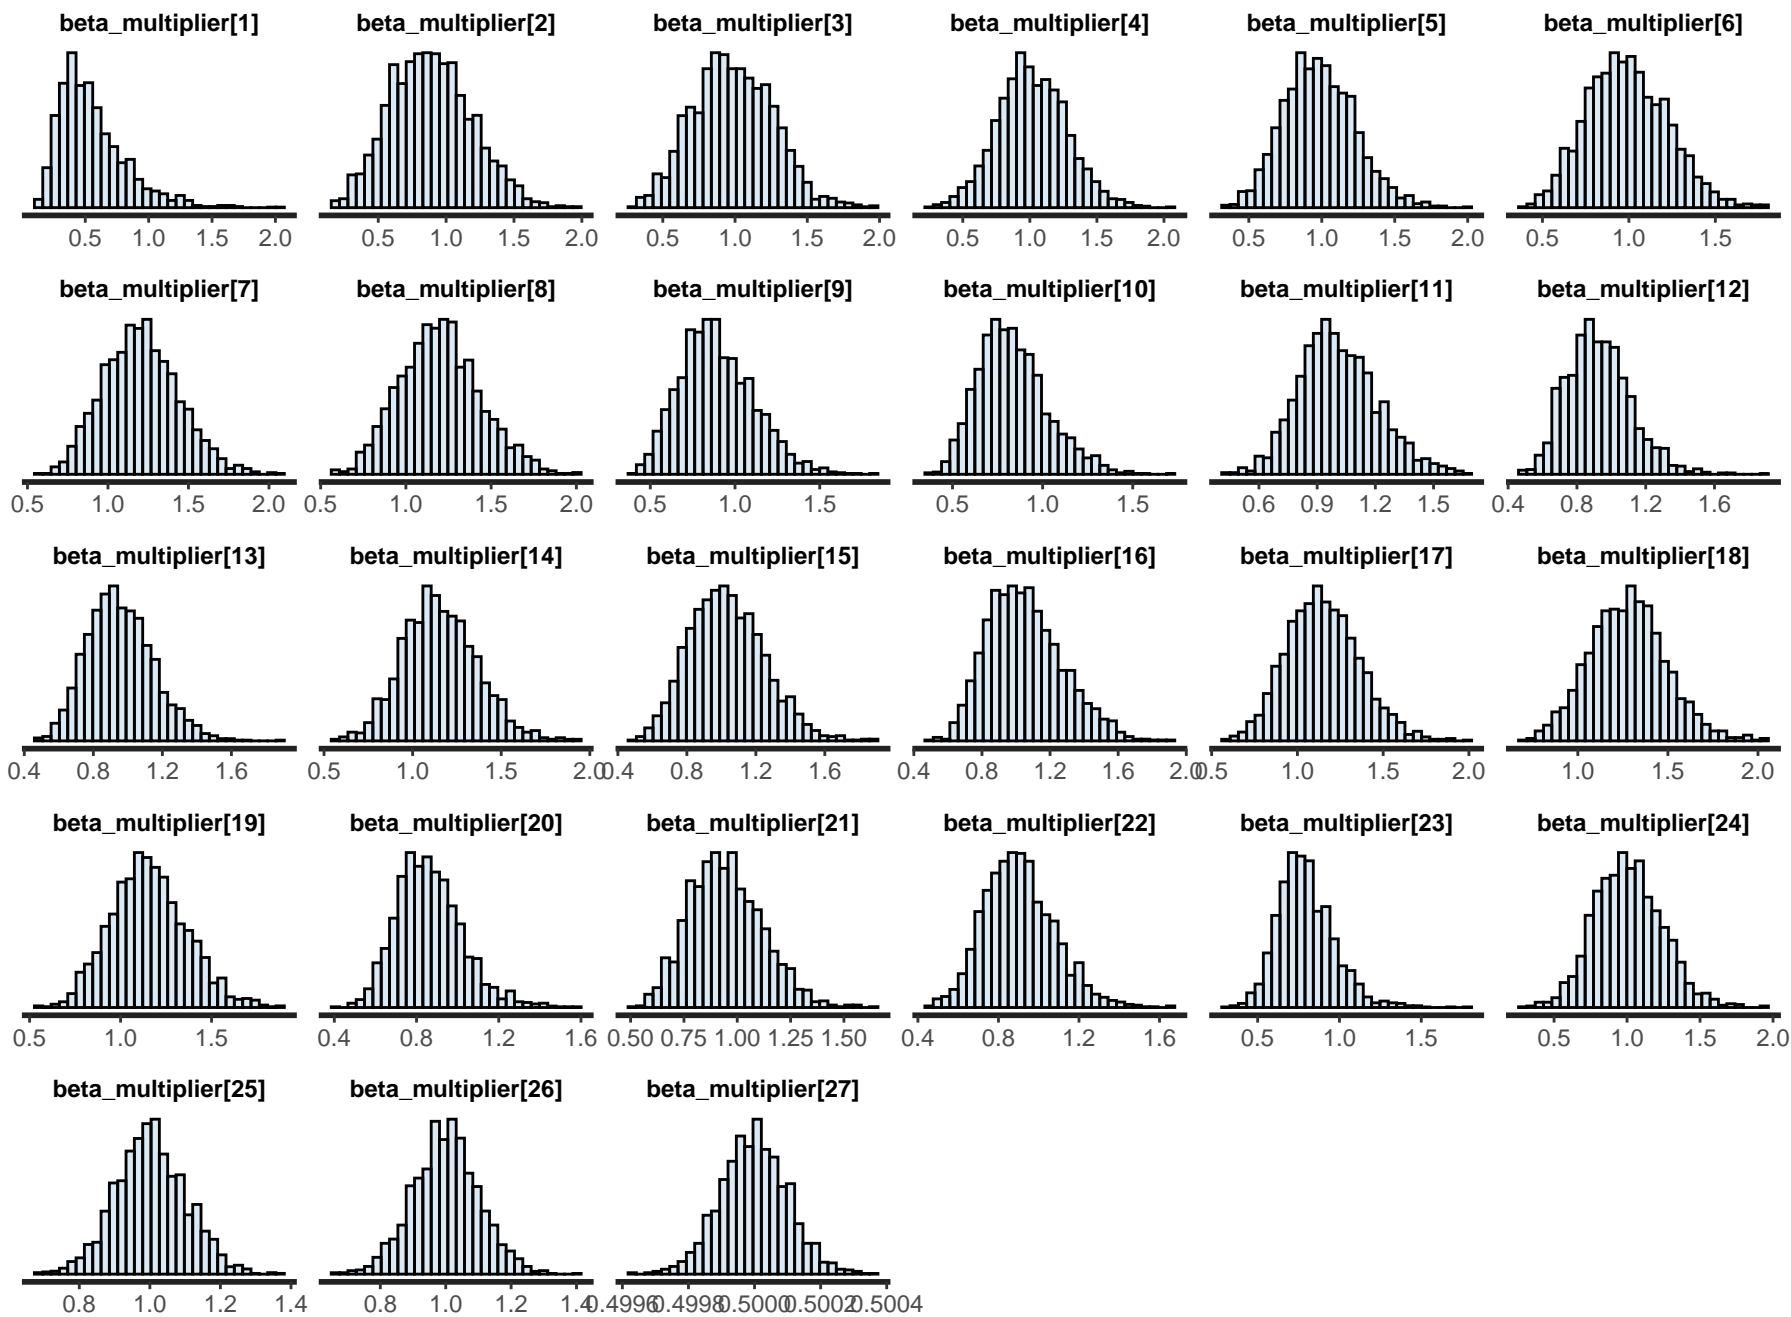 beta_multiplier[1] beta_multiplier[2] beta_multiplier[3] beta_multiplier[4] beta_multiplier[5] beta_multiplier[6]
0.5 1.0 1.5 2.0 0.5 1.0 1.5 2.0 0.5 1.0 1.5 2.0 0.5 1.0 1.5 2.0 0.5 1.0 1.5 2.0 0.5 1.0 1.5
beta_multiplier[7] beta_multiplier[8] beta_multiplier[9] beta_multiplier[10] beta_multiplier[11] beta_multiplier[12]
0.5 1.0 1.5 2.0 0.5 1.0 1.5 2.0 0.5 1.0 1.5 0.5 1.0 1.5 0.6 0.9 1.2 1.5 0.4 0.8 1.2 1.6
beta_multiplier[13] beta_multiplier[14] beta_multiplier[15] beta_multiplier[16] beta_multiplier[17] beta_multiplier[18]
0.4 0.8 1.2 1.6 0.5 1.0 1.5 2.0 0.4 0.8 1.2 1.6 0.4 0.8 1.2 1.6 2.0 0.5 1.0 1.5 2.0 1.0 1.5 2.0
beta_multiplier[19] beta_multiplier[20] beta_multiplier[21] beta_multiplier[22] beta_multiplier[23] beta_multiplier[24]
0.5 1.0 1.5 0.4 0.8 1.2 1.6 0.50 0.75 1.00 1.25 1.50 0.4 0.8 1.2 1.6 0.5 1.0 1.5 0.5 1.0 1.5 2.0
beta_multiplier[25] beta_multiplier[26] beta_multiplier[27]
0.8 1.0 1.2 1.4 0.8 1.0 1.2 1.4 0.4996 0.4998 0.5000 0.5002 0.5004